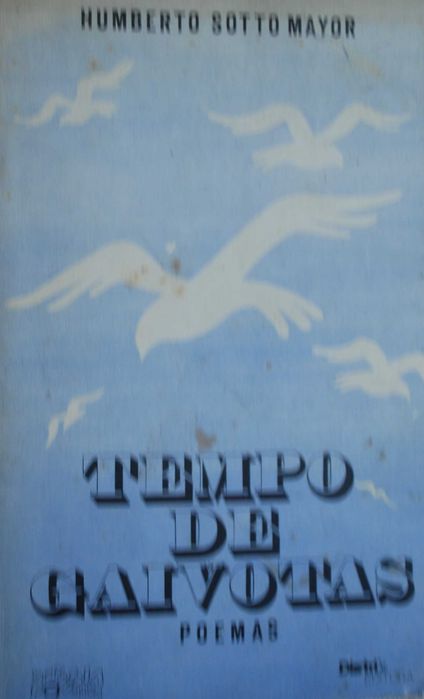 HUMBERTO SOTTO MAYOR
TEMPO
DE
GAIVOTAS
POEMAS